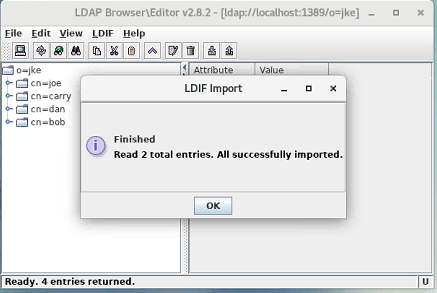 LDAP Browser\Editor v2.8.2 - [ldap://localhost:1389/o=jke]
File Edit View LDIF Help
o=jke
cn=joe
cn=carry
cn=dan
cn=bob
Attribute Value
LDIF Import
Finished
Read 2 total entries. All successfully imported.
OK
Ready. 4 entries returned.
U